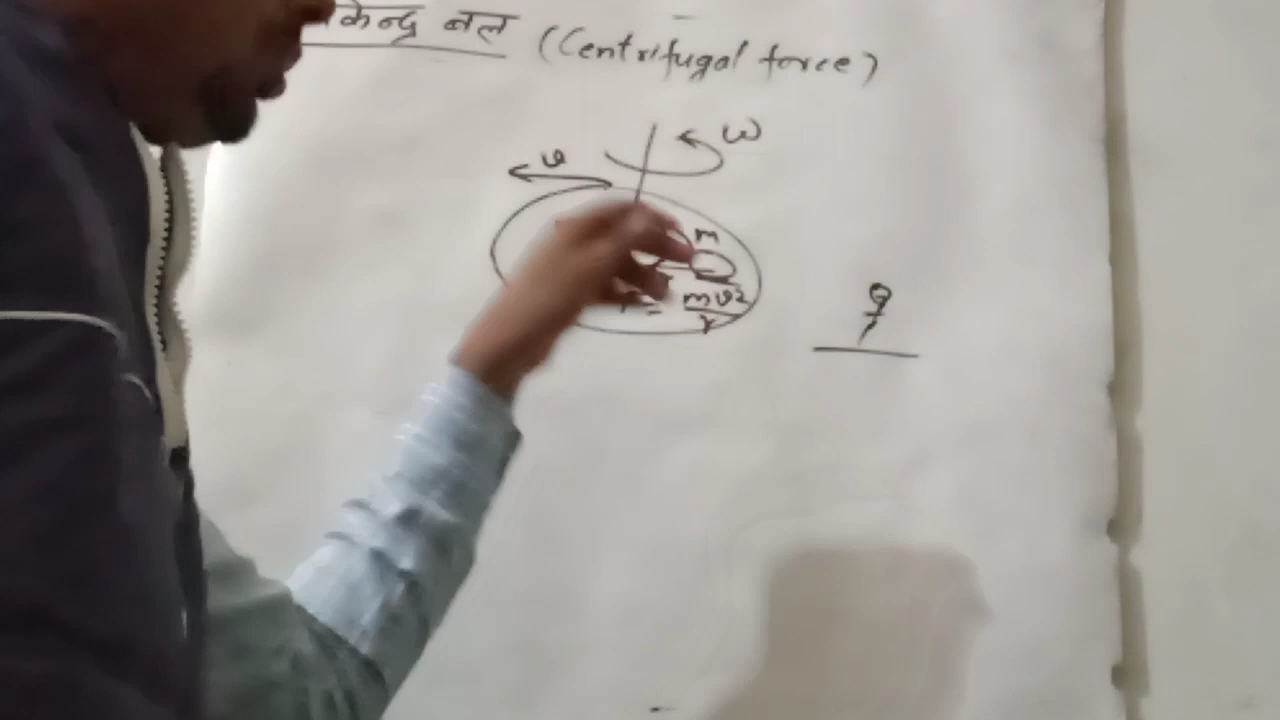 केन्द्र बल (Centrifugal force)
ω
v
m
= mv²/r